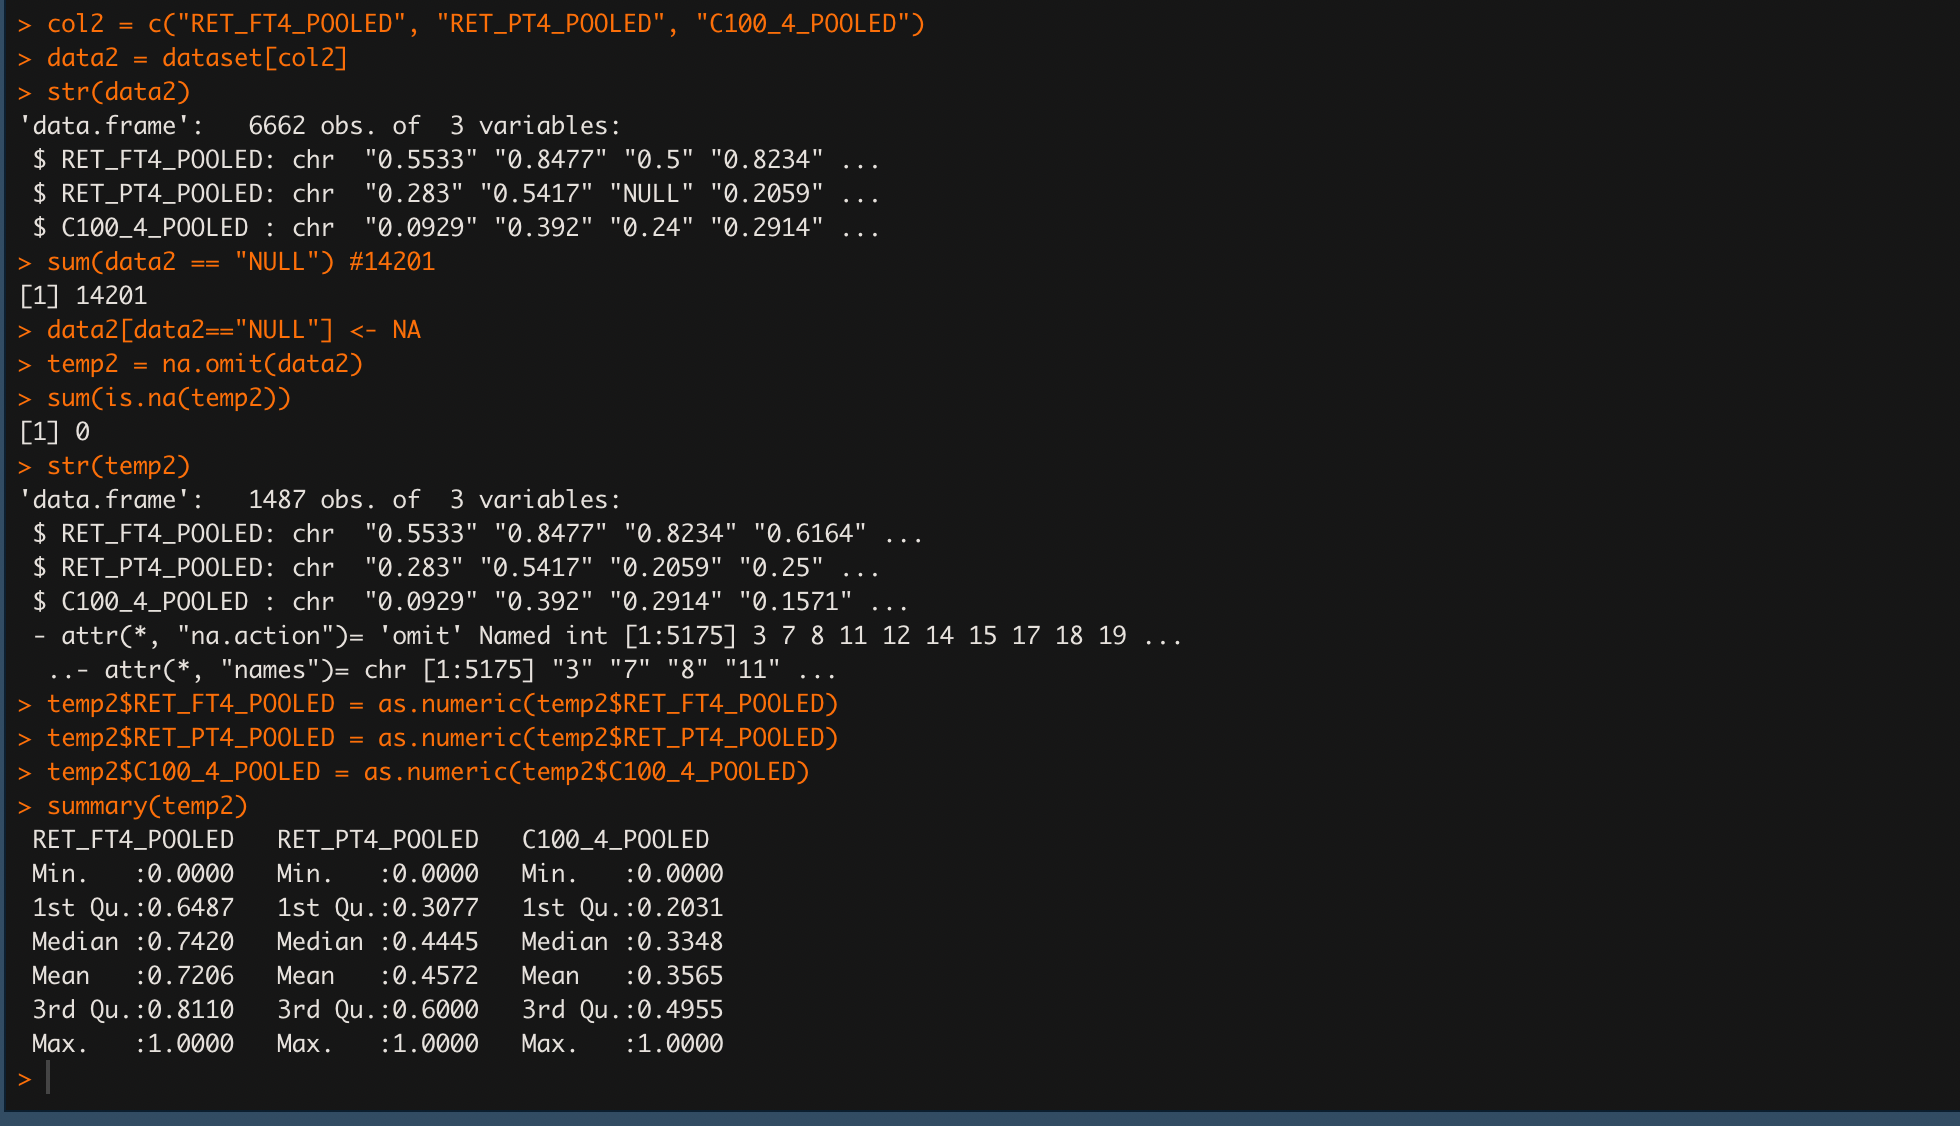 > col2 = c("RET_FT4_POOLED", "RET_PT4_POOLED", "C100_4_POOLED")
> data2 = dataset[col2]
> str(data2)
'data.frame':   6662 obs. of  3 variables:
 $ RET_FT4_POOLED: chr  "0.5533" "0.8477" "0.5" "0.8234" ...
 $ RET_PT4_POOLED: chr  "0.283" "0.5417" "NULL" "0.2059" ...
 $ C100_4_POOLED : chr  "0.0929" "0.392" "0.24" "0.2914" ...
> sum(data2 == "NULL") #14201
[1] 14201
> data2[data2=="NULL"] <- NA
> temp2 = na.omit(data2)
> sum(is.na(temp2))
[1] 0
> str(temp2)
'data.frame':   1487 obs. of  3 variables:
 $ RET_FT4_POOLED: chr  "0.5533" "0.8477" "0.8234" "0.6164" ...
 $ RET_PT4_POOLED: chr  "0.283" "0.5417" "0.2059" "0.25" ...
 $ C100_4_POOLED : chr  "0.0929" "0.392" "0.2914" "0.1571" ...
 - attr(*, "na.action")= 'omit' Named int [1:5175] 3 7 8 11 12 14 15 17 18 19 ...
  ..- attr(*, "names")= chr [1:5175] "3" "7" "8" "11" ...
> temp2$RET_FT4_POOLED = as.numeric(temp2$RET_FT4_POOLED)
> temp2$RET_PT4_POOLED = as.numeric(temp2$RET_PT4_POOLED)
> temp2$C100_4_POOLED = as.numeric(temp2$C100_4_POOLED)
> summary(temp2)
 RET_FT4_POOLED   RET_PT4_POOLED   C100_4_POOLED
 Min.   :0.0000   Min.   :0.0000   Min.   :0.0000
 1st Qu.:0.6487   1st Qu.:0.3077   1st Qu.:0.2031
 Median :0.7420   Median :0.4445   Median :0.3348
 Mean   :0.7206   Mean   :0.4572   Mean   :0.3565
 3rd Qu.:0.8110   3rd Qu.:0.6000   3rd Qu.:0.4955
 Max.   :1.0000   Max.   :1.0000   Max.   :1.0000
>